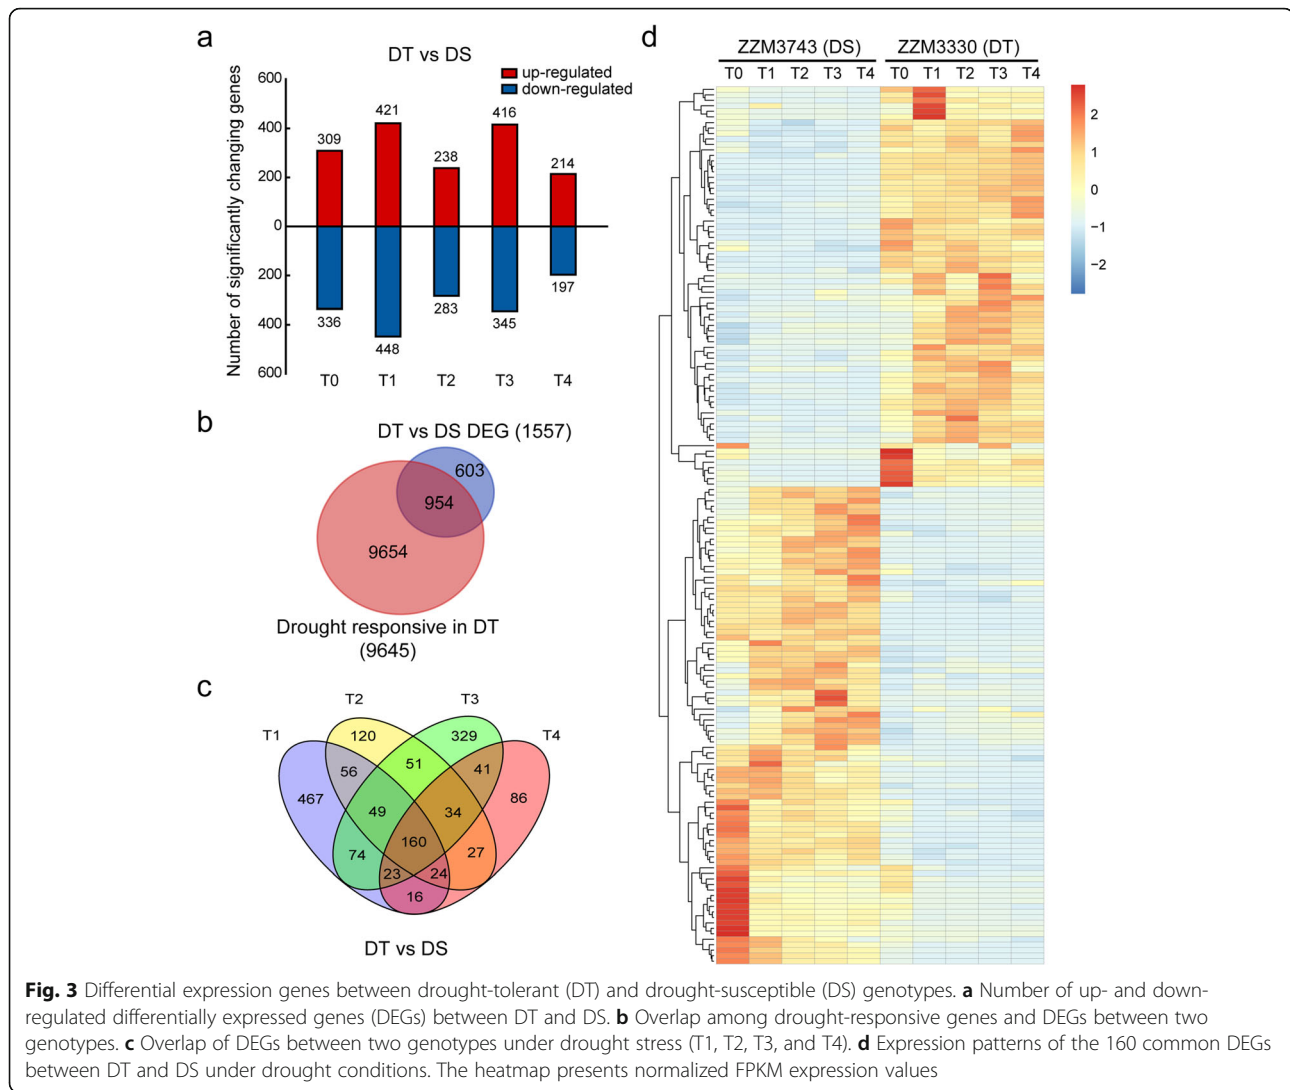 a
DT vs DS
up-regulated
down-regulated
Number of significantly changing genes
600
400
200
0
200
400
600
309
421
238
416
214
336
448
283
345
197
T0
T1
T2
T3
T4
b
DT vs DS DEG (1557)
603
954
9654
Drought responsive in DT
(9645)
c
T1
T2
T3
T4
120
329
56
51
41
467
86
49
34
160
74
27
23
24
16
DT vs DS
d
ZZM3743 (DS)
ZZM3330 (DT)
T0 T1 T2 T3 T4 T0 T1 T2 T3 T4
2
1
0
−1
−2
Fig. 3 Differential expression genes between drought-tolerant (DT) and drought-susceptible (DS) genotypes. a Number of up- and down-
regulated differentially expressed genes (DEGs) between DT and DS. b Overlap among drought-responsive genes and DEGs between two
genotypes. c Overlap of DEGs between two genotypes under drought stress (T1, T2, T3, and T4). d Expression patterns of the 160 common DEGs
between DT and DS under drought conditions. The heatmap presents normalized FPKM expression values